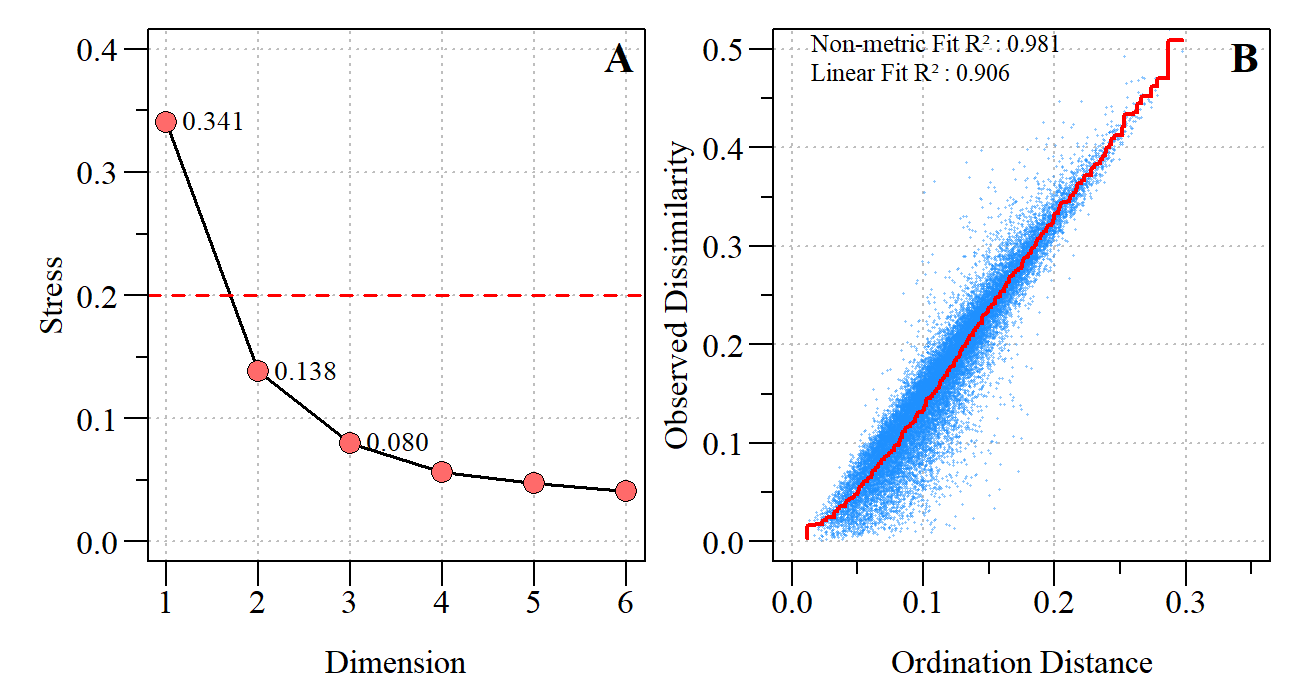 A
0.4
0.3
0.2
0.1
0.0
Stress
0.341
0.138
0.080
1 2 3 4 5 6
Dimension
B
Non-metric Fit R² : 0.981
Linear Fit R² : 0.906
0.5
0.4
0.3
0.2
0.1
0.0
Observed Dissimilarity
0.0 0.1 0.2 0.3
Ordination Distance